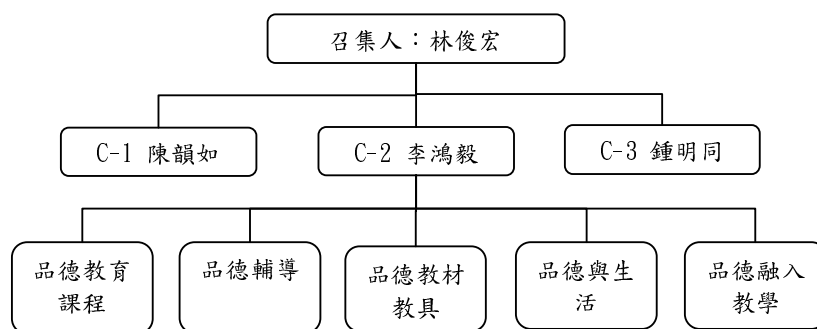 召集人：林俊宏
C-1 陳韻如
C-2 李鴻毅
C-3 鍾明同
品德教育
課程
品德輔導
品德教材
教具
品德與生
活
品德融入
教學